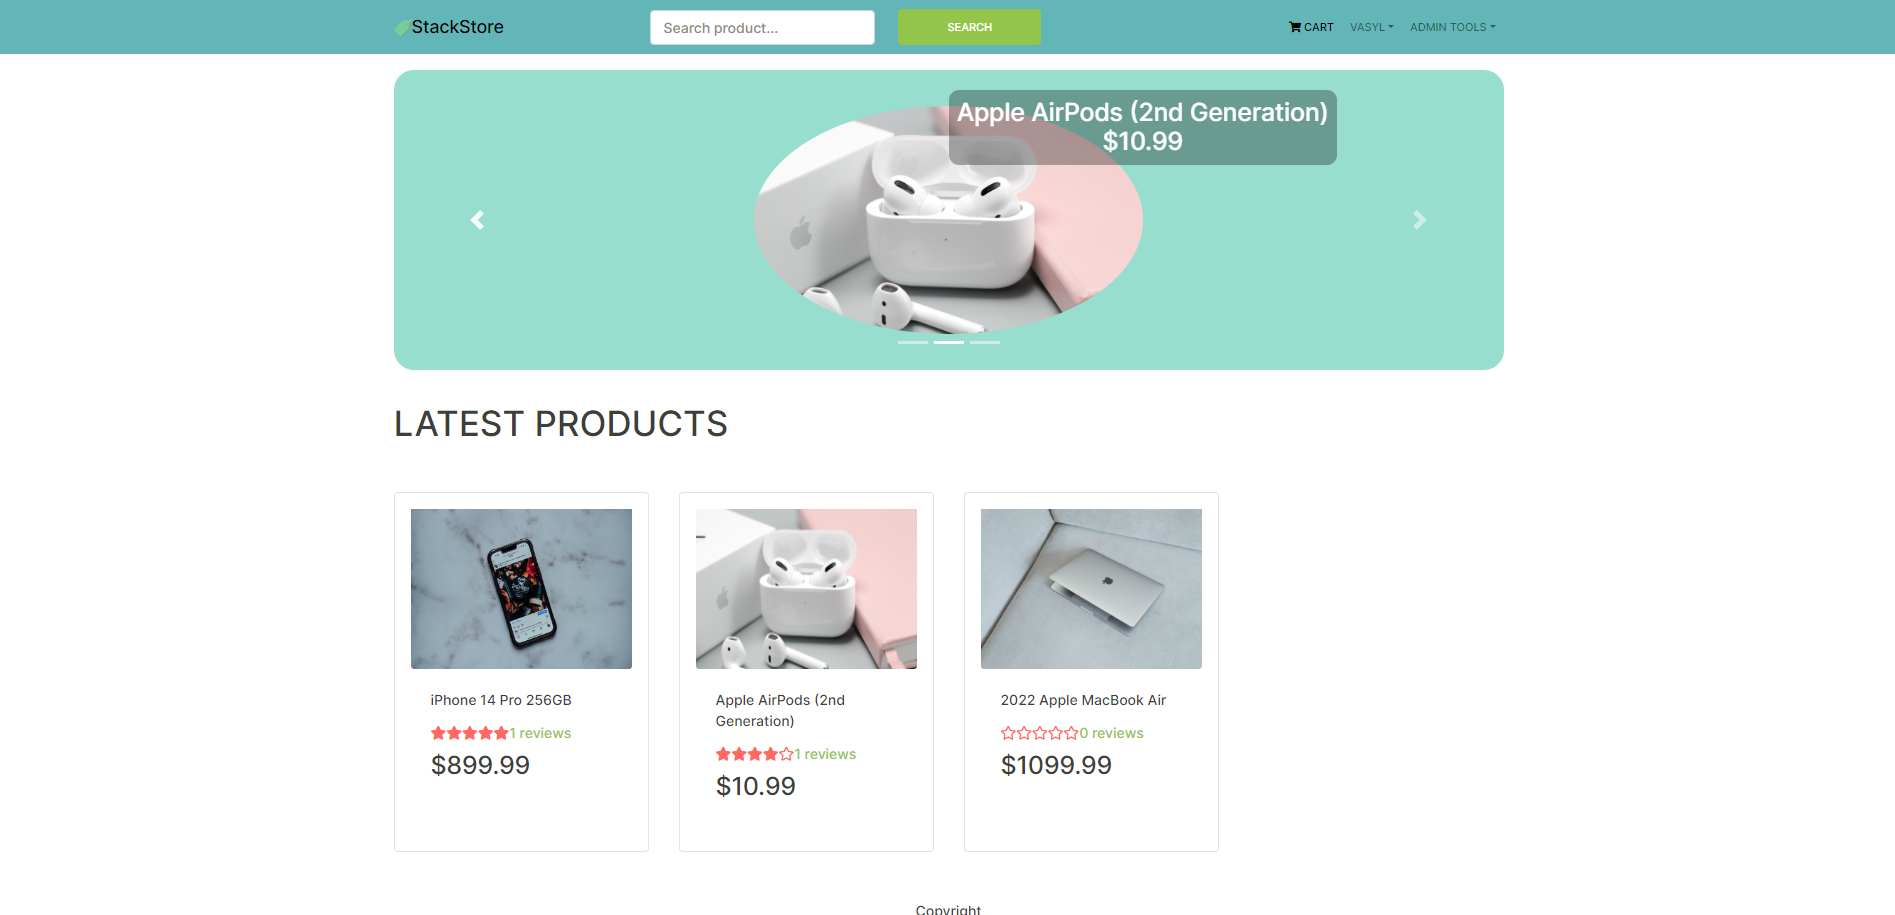 StackStore
Search product...
SEARCH
CART
VASYL
ADMIN TOOLS
Apple AirPods (2nd Generation)
$10.99
LATEST PRODUCTS
iPhone 14 Pro 256GB
1 reviews
$899.99
Apple AirPods (2nd
Generation)
1 reviews
$10.99
2022 Apple MacBook Air
0 reviews
$1099.99
Copyright